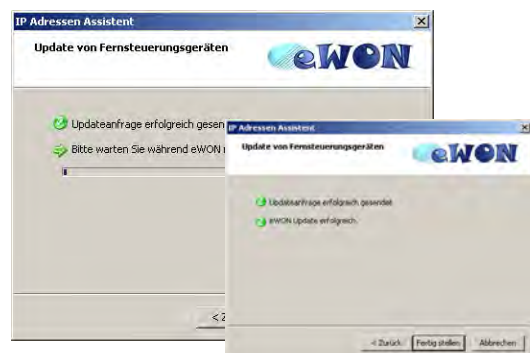 IP Adressen Assistent
Update von Fernsteuerungsgeräten
eWON
Updateanfrage erfolgreich gesen
Bitte warten Sie während eWON
< Z
IP Adressen Assistent
Update von Fernsteuerungsgeräten
eWON
Updateanfrage erfolgreich gesendet
eWON Update erfolgreich.
< Zurück
Fertig stellen
Abbrechen